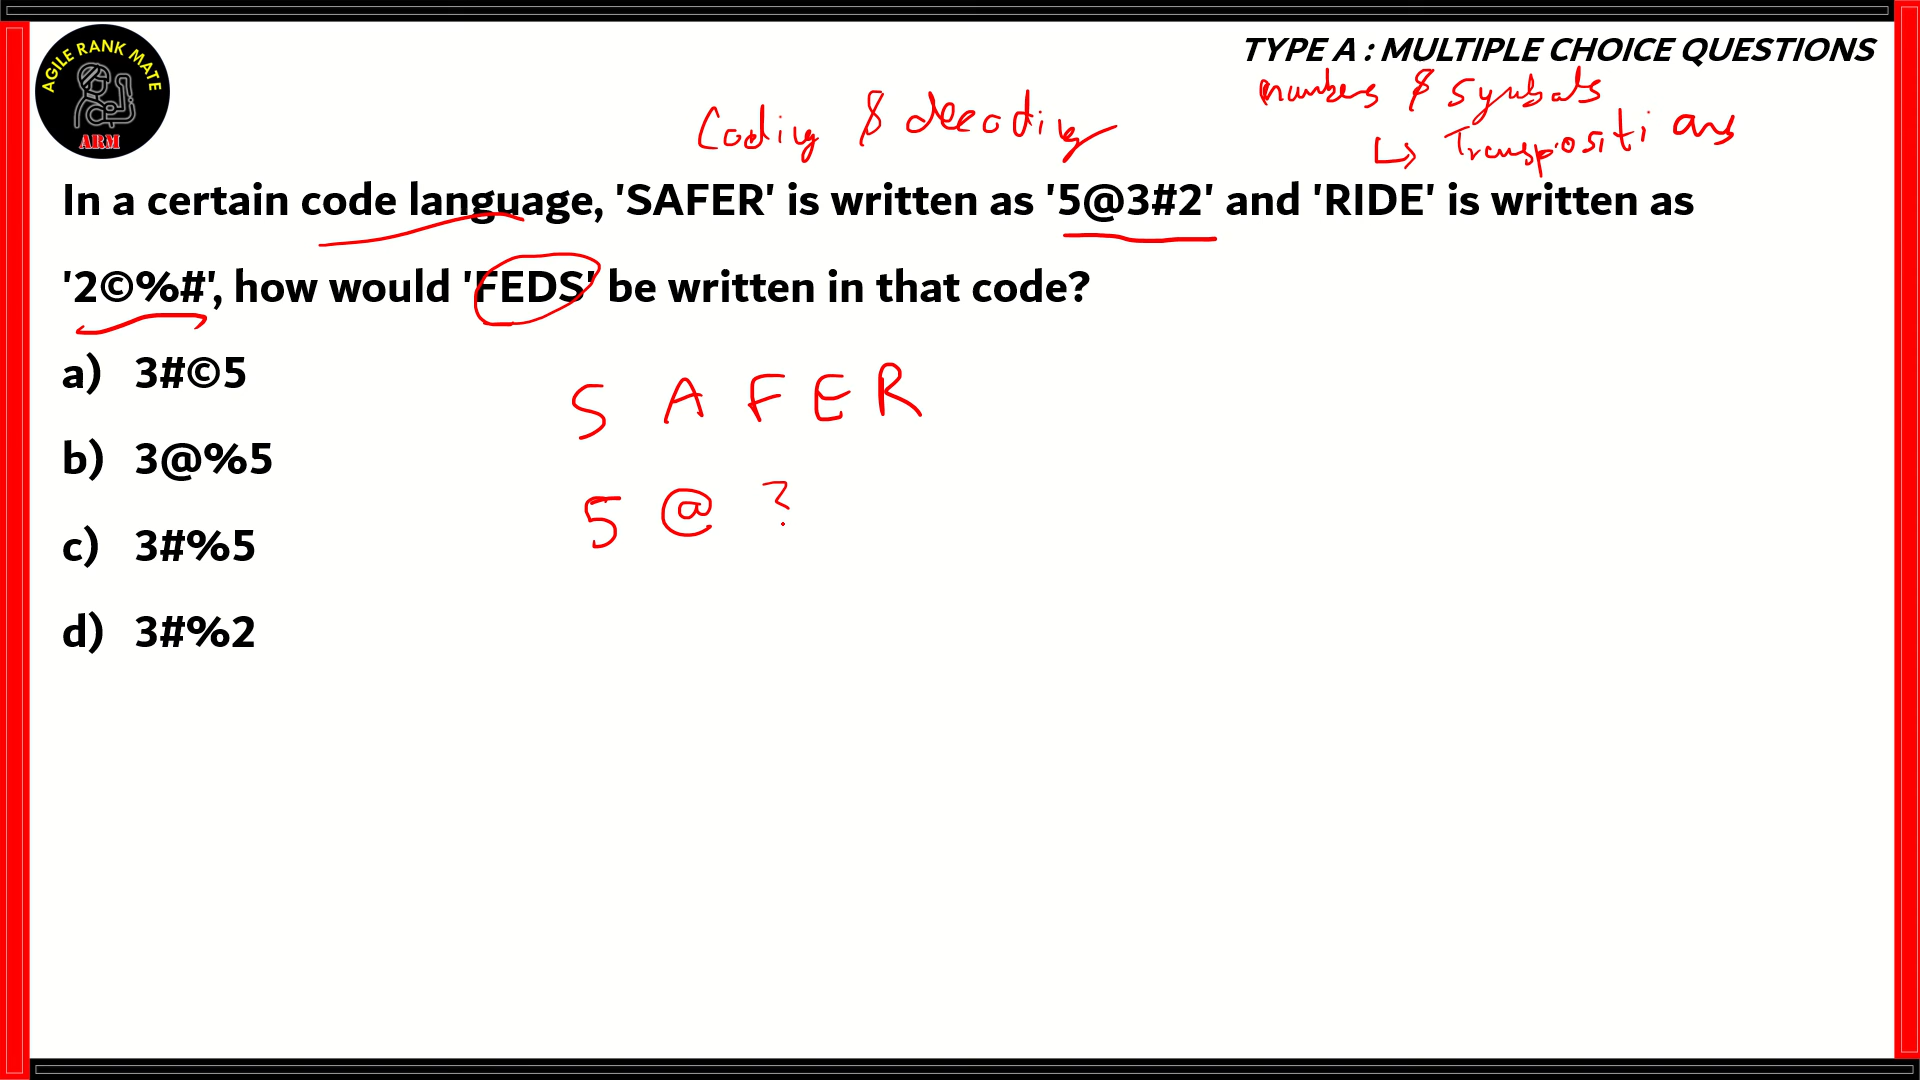 AGILE RANK MATE
ARM
TYPE A : MULTIPLE CHOICE QUESTIONS
numbers & symbols
Coding & decoding
↳ Transpositions
In a certain code language, 'SAFER' is written as '5@3#2' and 'RIDE' is written as
'2©%#', how would 'FEDS' be written in that code?
a) 3#©5
b) 3@%5
c) 3#%5
d) 3#%2
S A F E R
5 @ 3